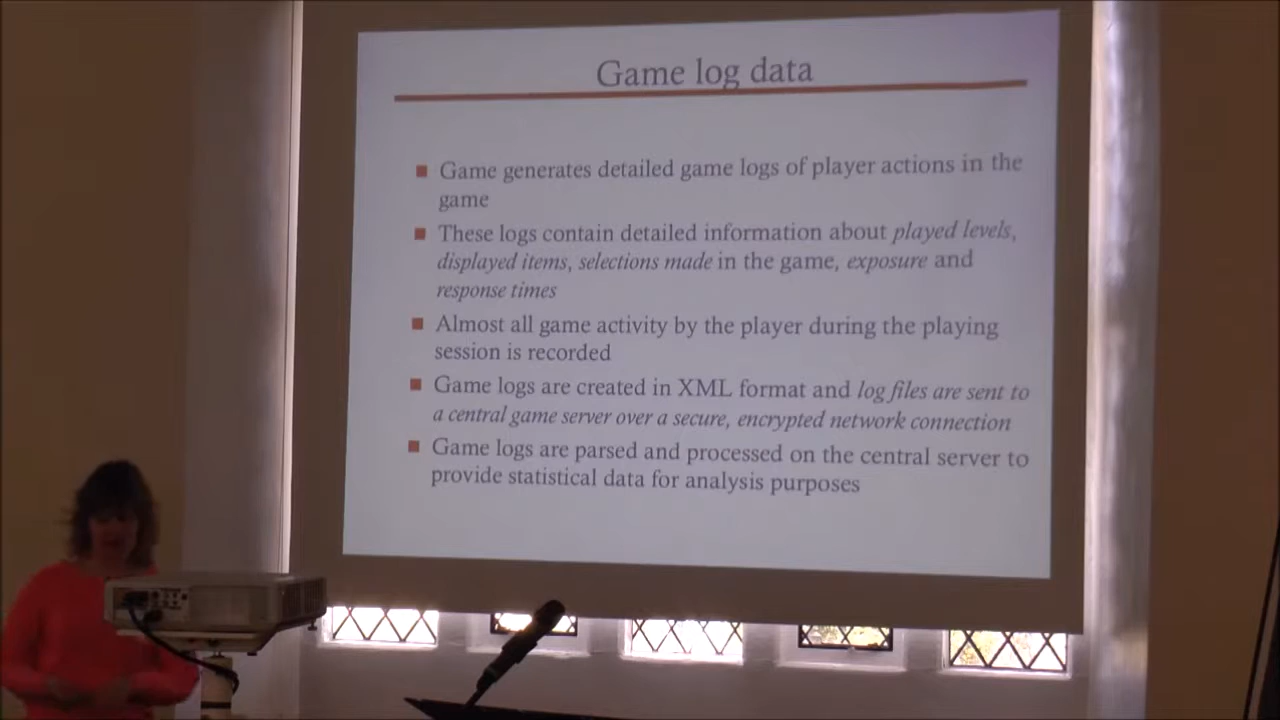 Game log data
Game generates detailed game logs of player actions in the
game
These logs contain detailed information about played levels,
displayed items, selections made in the game, exposure and
response times
Almost all game activity by the player during the playing
session is recorded
Game logs are created in XML format and log files are sent to
a central game server over a secure, encrypted network connection
Game logs are parsed and processed on the central server to
provide statistical data for analysis purposes